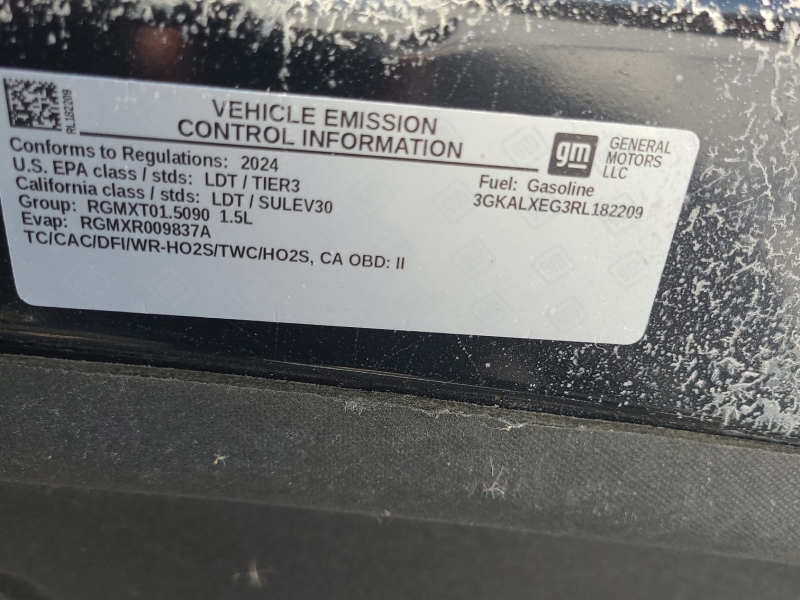 RL182209
VEHICLE EMISSION
CONTROL INFORMATION
gm
GENERAL
MOTORS
LLC
Conforms to Regulations: 2024
U.S. EPA class / stds: LDT / TIER3
California class / stds: LDT / SULEV30
Group: RGMXT01.5090 1.5L
Evap: RGMXR009837A
TC/CAC/DFI/WR-HO2S/TWC/HO2S, CA OBD: II
Fuel: Gasoline
3GKALXEG3RL182209